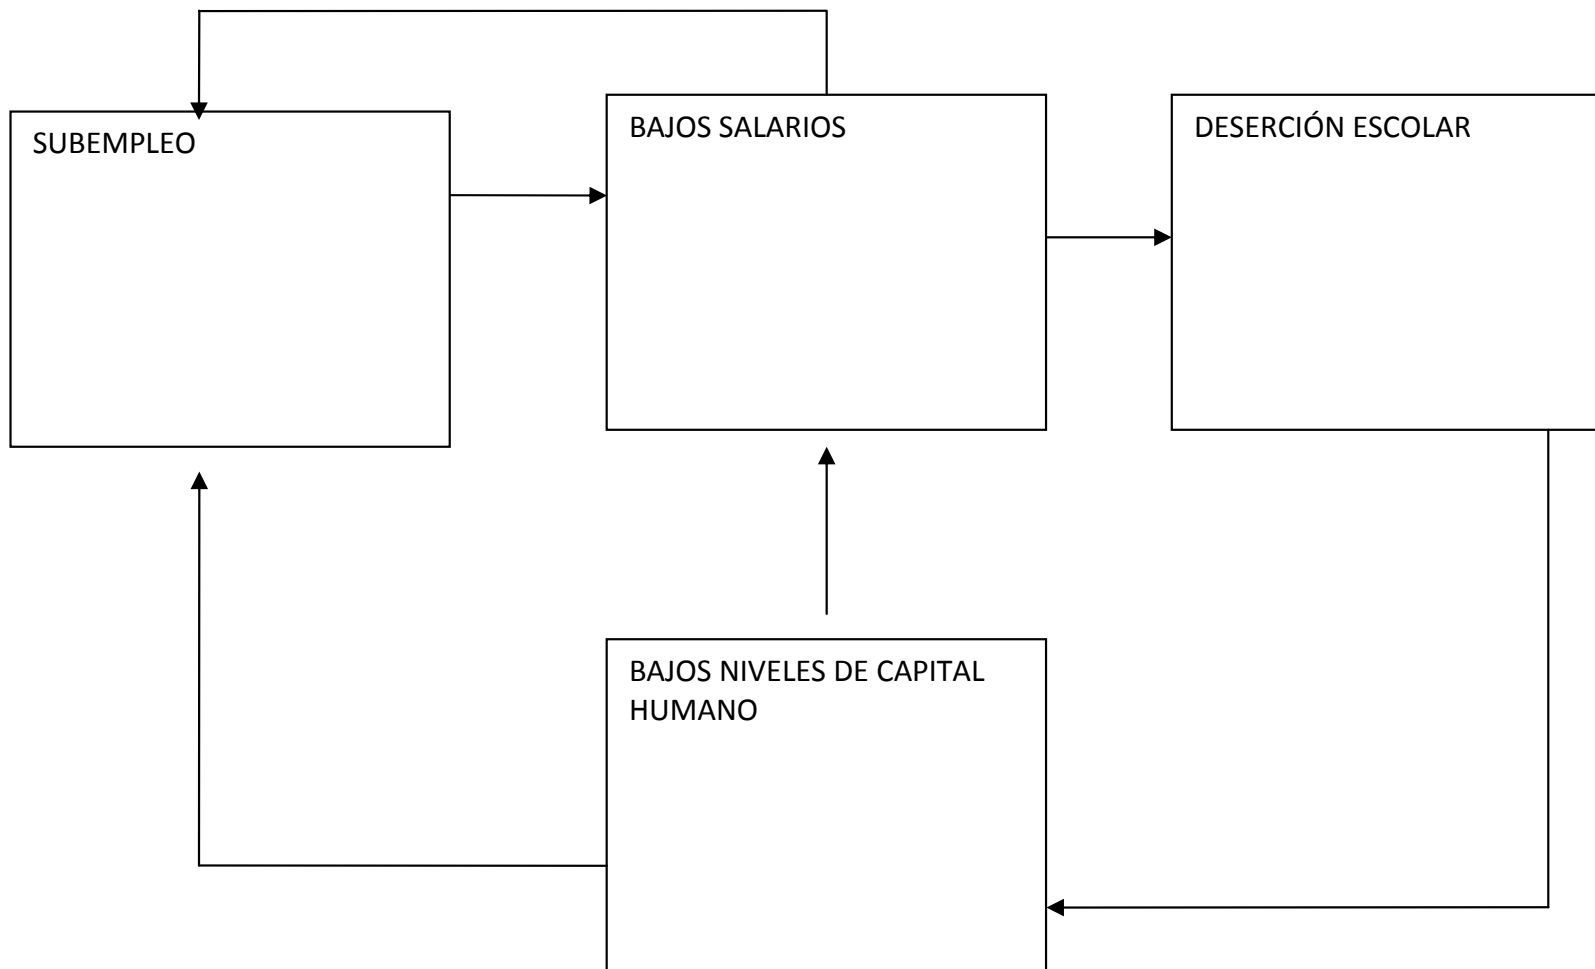 SUBEMPLEO
BAJOS SALARIOS
DESERCIÓN ESCOLAR
BAJOS NIVELES DE CAPITAL
HUMANO